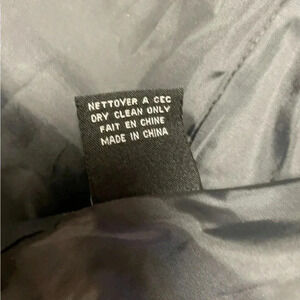 NETTOYER A CEC
DRY CLEAN ONLY
FAIT EN CHINE
MADE IN CHINA